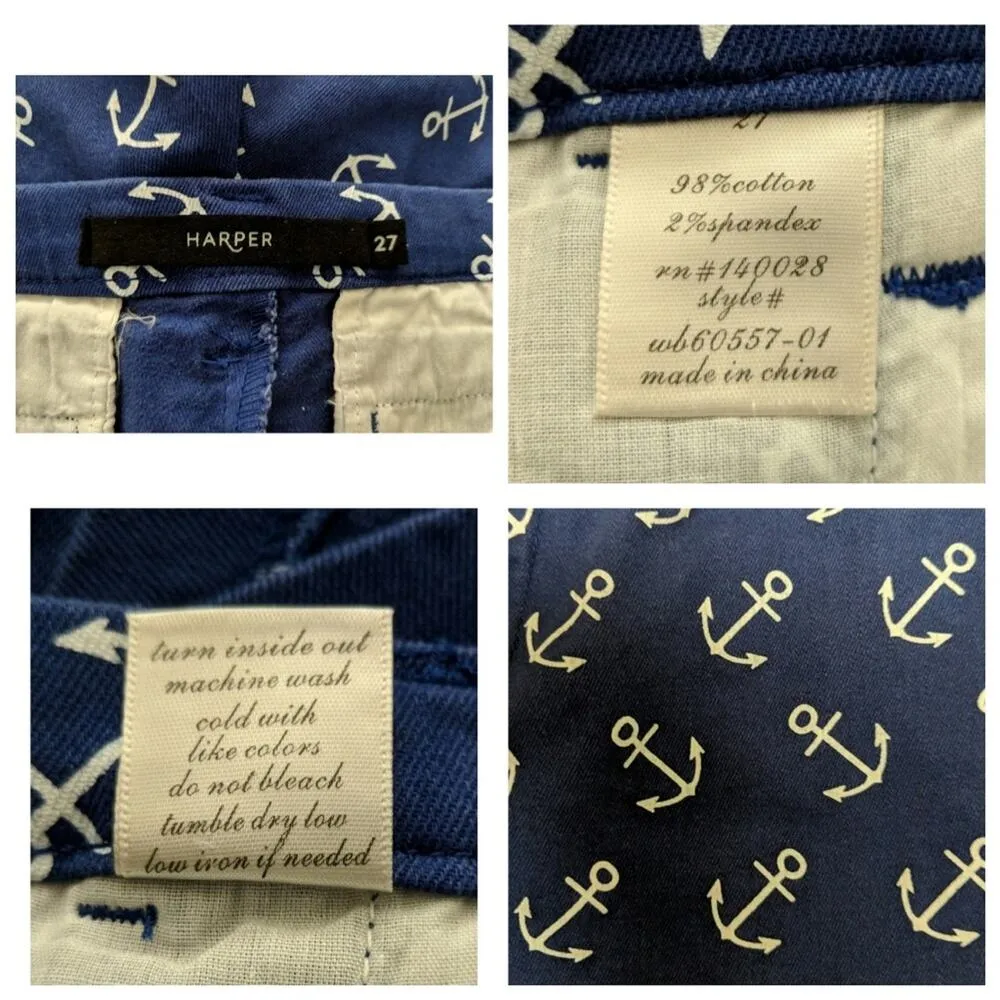 HARPER 27
27
98%cotton
2%spandex
rn#140028
style#
wb60557-01
made in china
turn inside out
machine wash
cold with
like colors
do not bleach
tumble dry low
low iron if needed